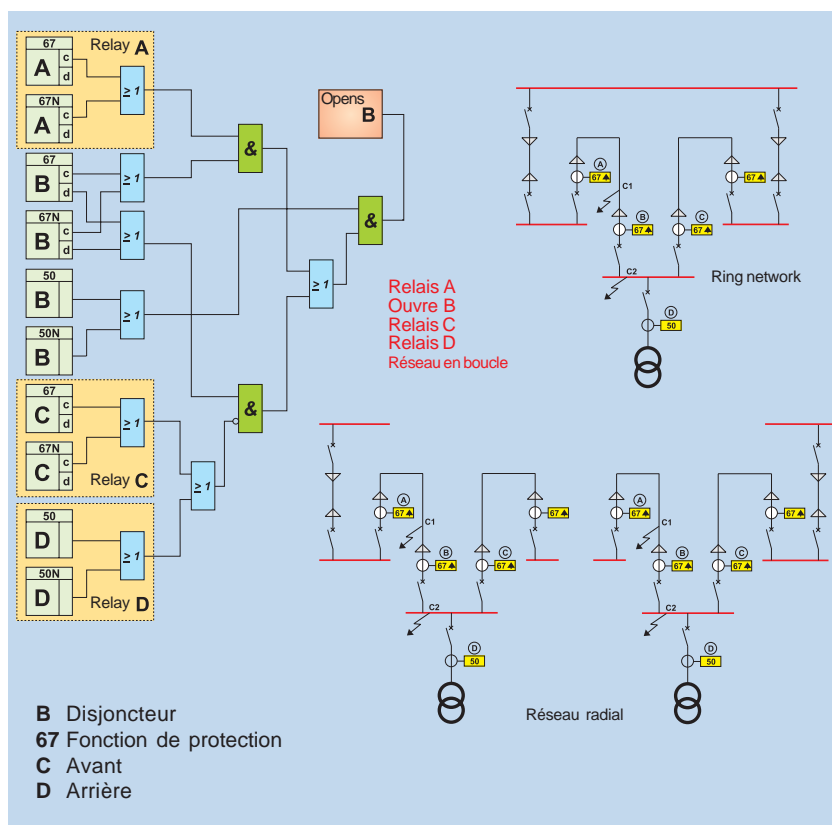 67
Relay A
A
c
d
≥ 1
67N
A
c
d
67
B
c
d
≥ 1
67N
B
c
d
≥ 1
50
B
≥ 1
50N
B
67
C
c
d
≥ 1
67N
C
c
d
Relay C
≥ 1
50
D
≥ 1
50N
D
Relay D
&
&
≥ 1
&
Opens
B
Relais A
Ouvre B
Relais C
Relais D
Réseau en boucle
A
67
67
C1
B
67
C
67
C2
Ring network
D
50
A
67
67
C1
B
67
C
67
C2
D
50
A
67
67
C1
B
67
C
67
C2
D
50
Réseau radial
B Disjoncteur
67 Fonction de protection
C Avant
D Arrière